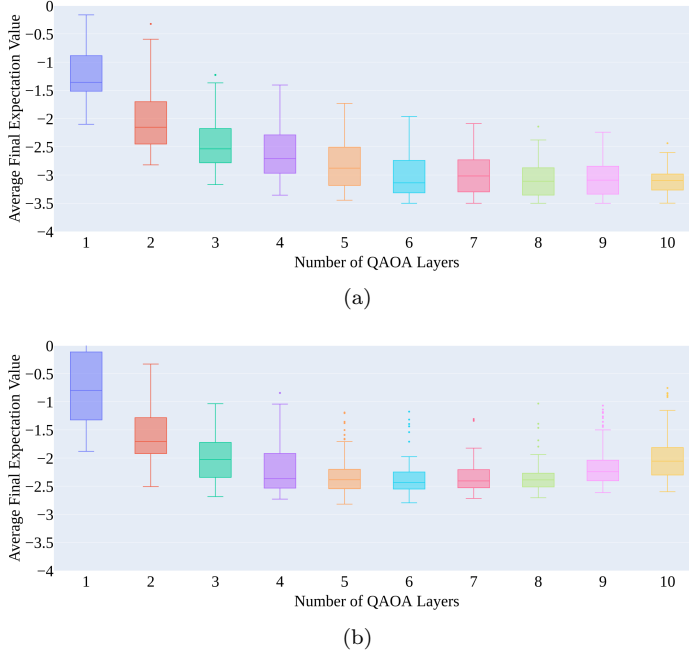 Average Final Expectation Value
0
−1
−1.5
−2
−2.5
−3
−3.5
−4
1 2 3 4 5 6 7 8 9 10
Number of QAOA Layers
(a)
Average Final Expectation Value
0
−0.5
−1
−1.5
−2
−2.5
−3
−3.5
−4
1 2 3 4 5 6 7 8 9 10
Number of QAOA Layers
(b)